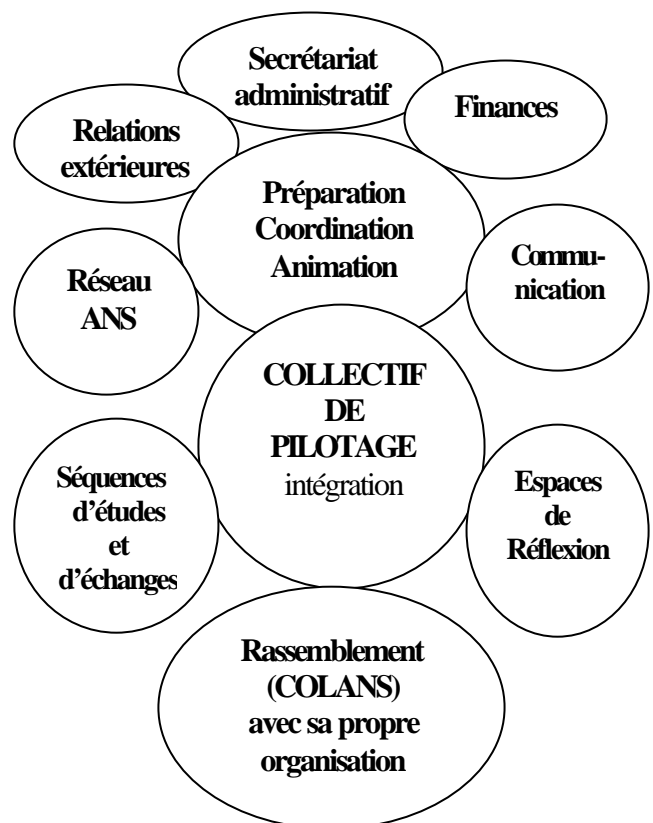 Secrétariat
administratif
Finances
Relations
extérieures
Préparation
Coordination
Animation
Commu-
nication
Réseau
ANS
COLLECTIF
DE
PILOTAGE
intégration
Séquences
d’études
et
d’échanges
Espaces
de
Réflexion
Rassemblement
(COLANS)
avec sa propre
organisation